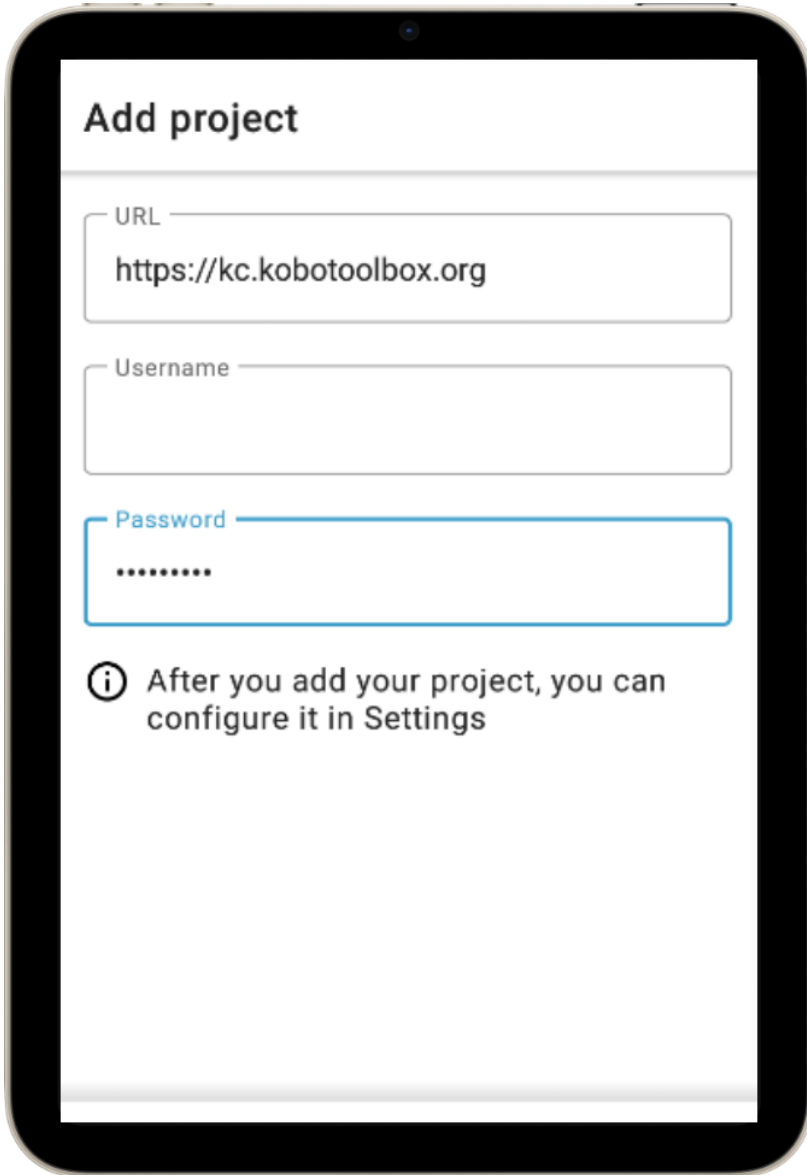 Add project
URL
https://kc.kobotoolbox.org
Username
Password
•••••••••
After you add your project, you can
configure it in Settings